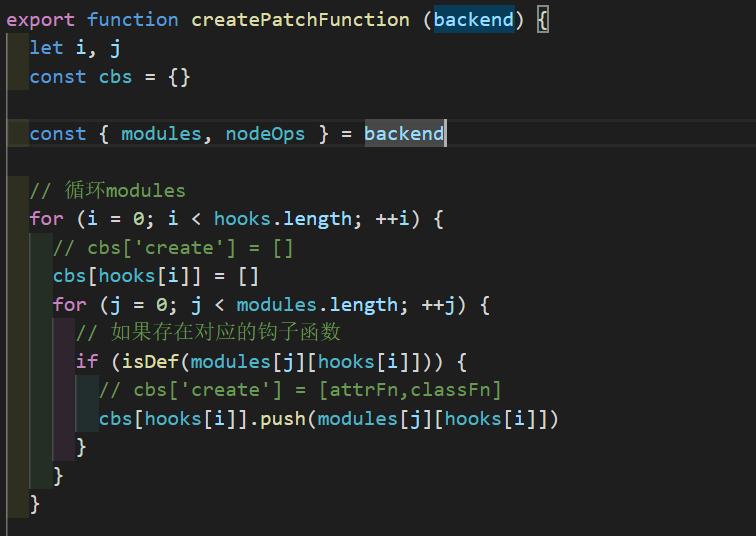 export function createPatchFunction (backend) {
let i, j
const cbs = {}
const { modules, nodeOps } = backend
// 循环modules
for (i = 0; i < hooks.length; ++i) {
// cbs['create'] = []
cbs[hooks[i]] = []
for (j = 0; j < modules.length; ++j) {
// 如果存在对应的钩子函数
if (isDef(modules[j][hooks[i]])) {
// cbs['create'] = [attrFn,classFn]
cbs[hooks[i]].push(modules[j][hooks[i]])
}
}
}